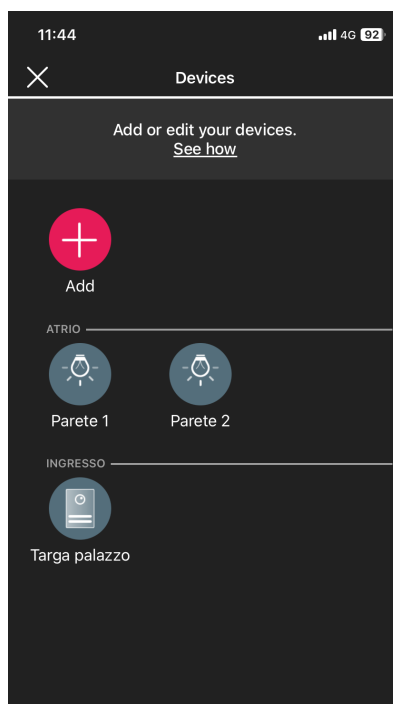 11:44
4G 92
Devices
Add or edit your devices.
See how
Add
ATRIO
Parete 1 Parete 2
INGRESSO
Targa palazzo